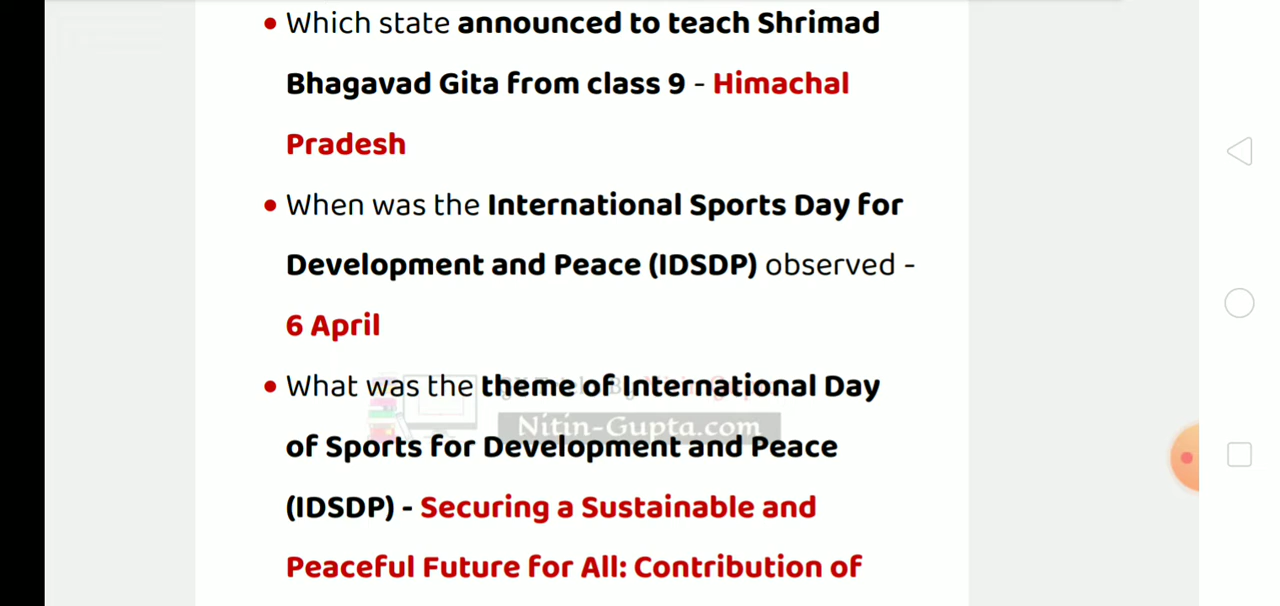 Which state announced to teach Shrimad
Bhagavad Gita from class 9 - Himachal
Pradesh
When was the International Sports Day for
Development and Peace (IDSDP) observed -
6 April
What was the theme of International Day
Nitin-Gupta.com
of Sports for Development and Peace
(IDSDP) - Securing a Sustainable and
Peaceful Future for All: Contribution of